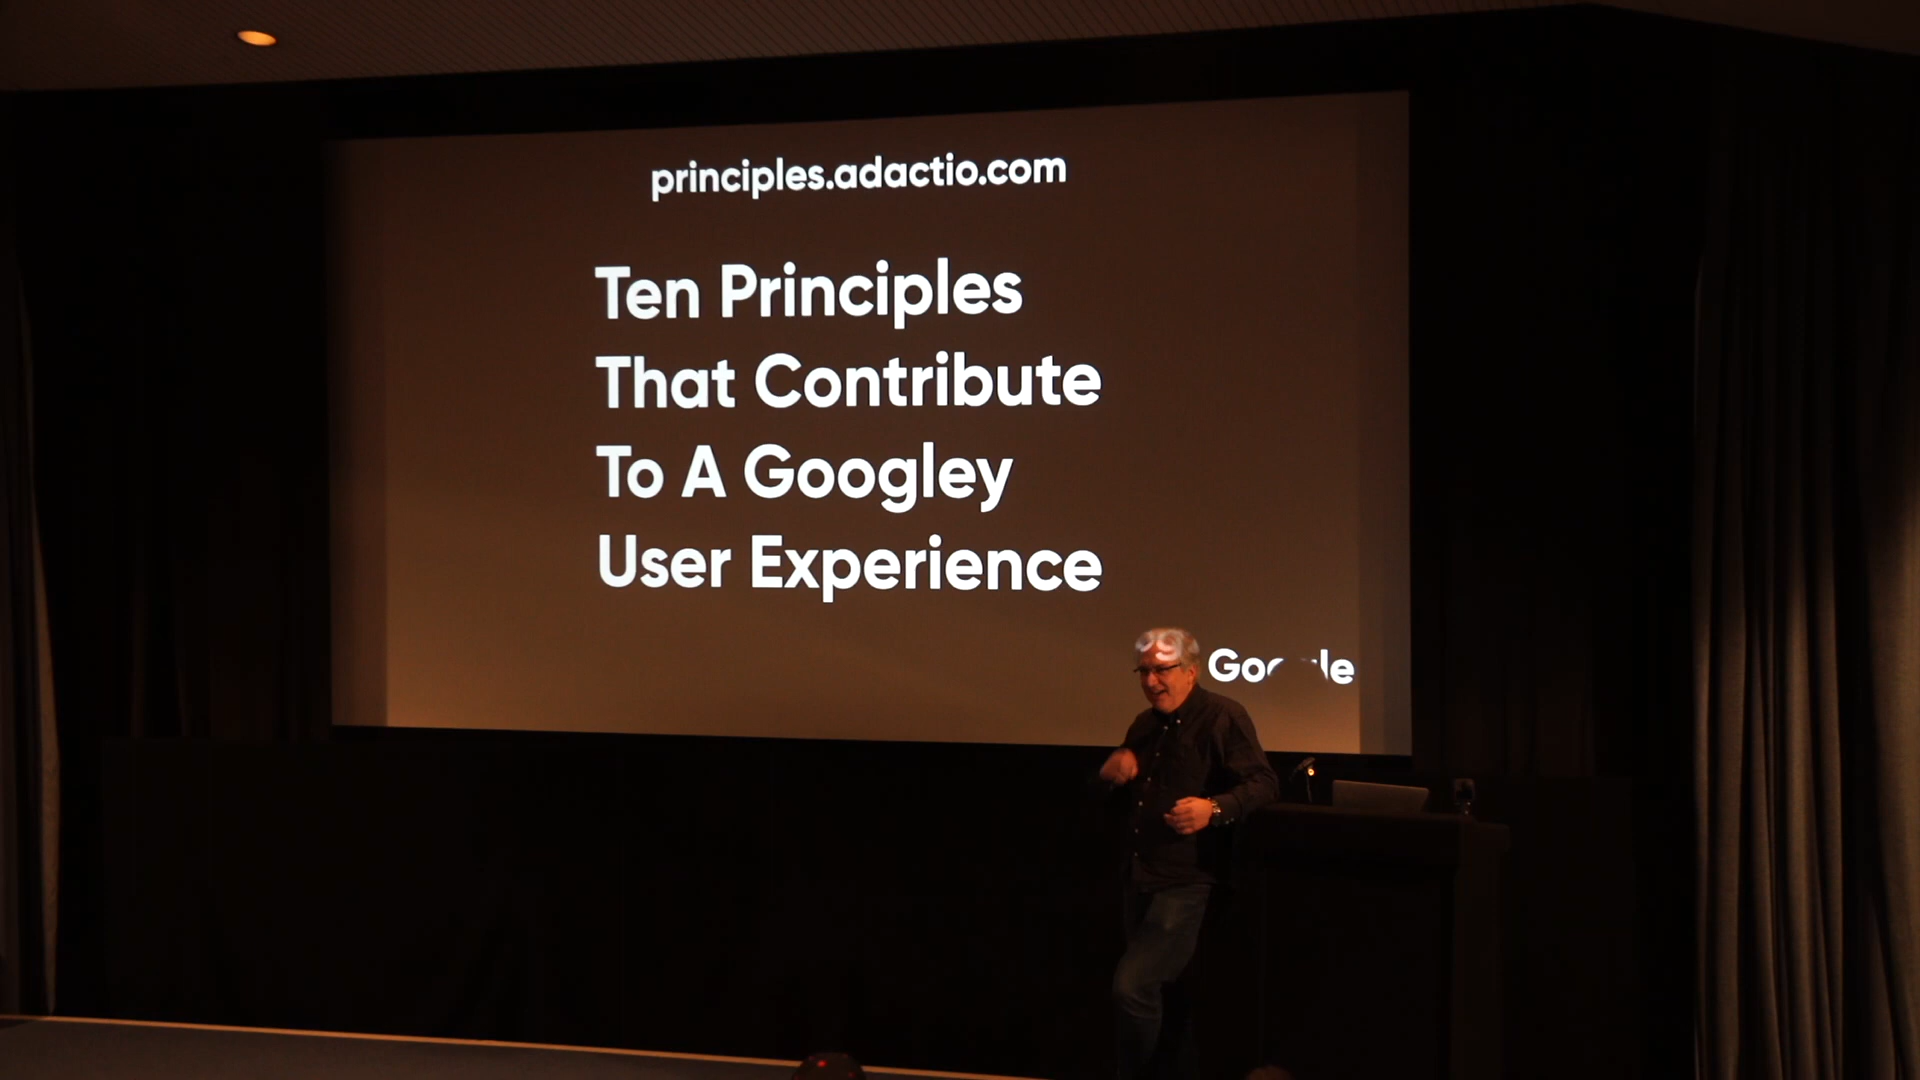 principles.adactio.com
Ten Principles
That Contribute
To A Googley
User Experience